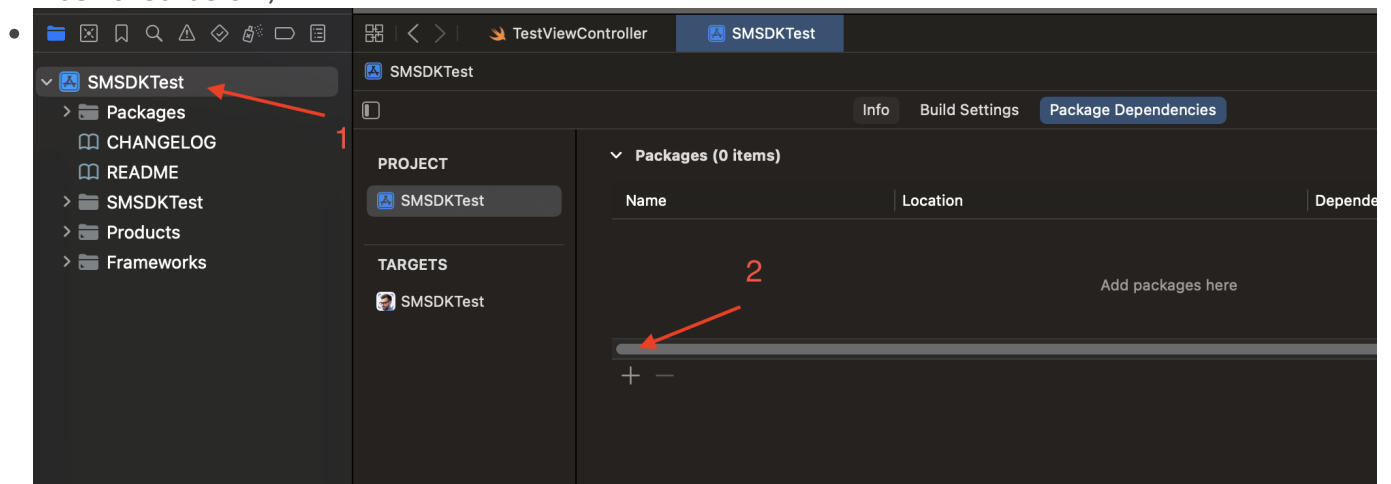 TestViewController
SMSDKTest
SMSDKTest
SMSDKTest
Packages
CHANGELOG
README
SMSDKTest
Products
Frameworks
1
Info
Build Settings
Package Dependencies
PROJECT
SMSDKTest
TARGETS
SMSDKTest
Packages (0 items)
Name
Location
Depende
2
Add packages here